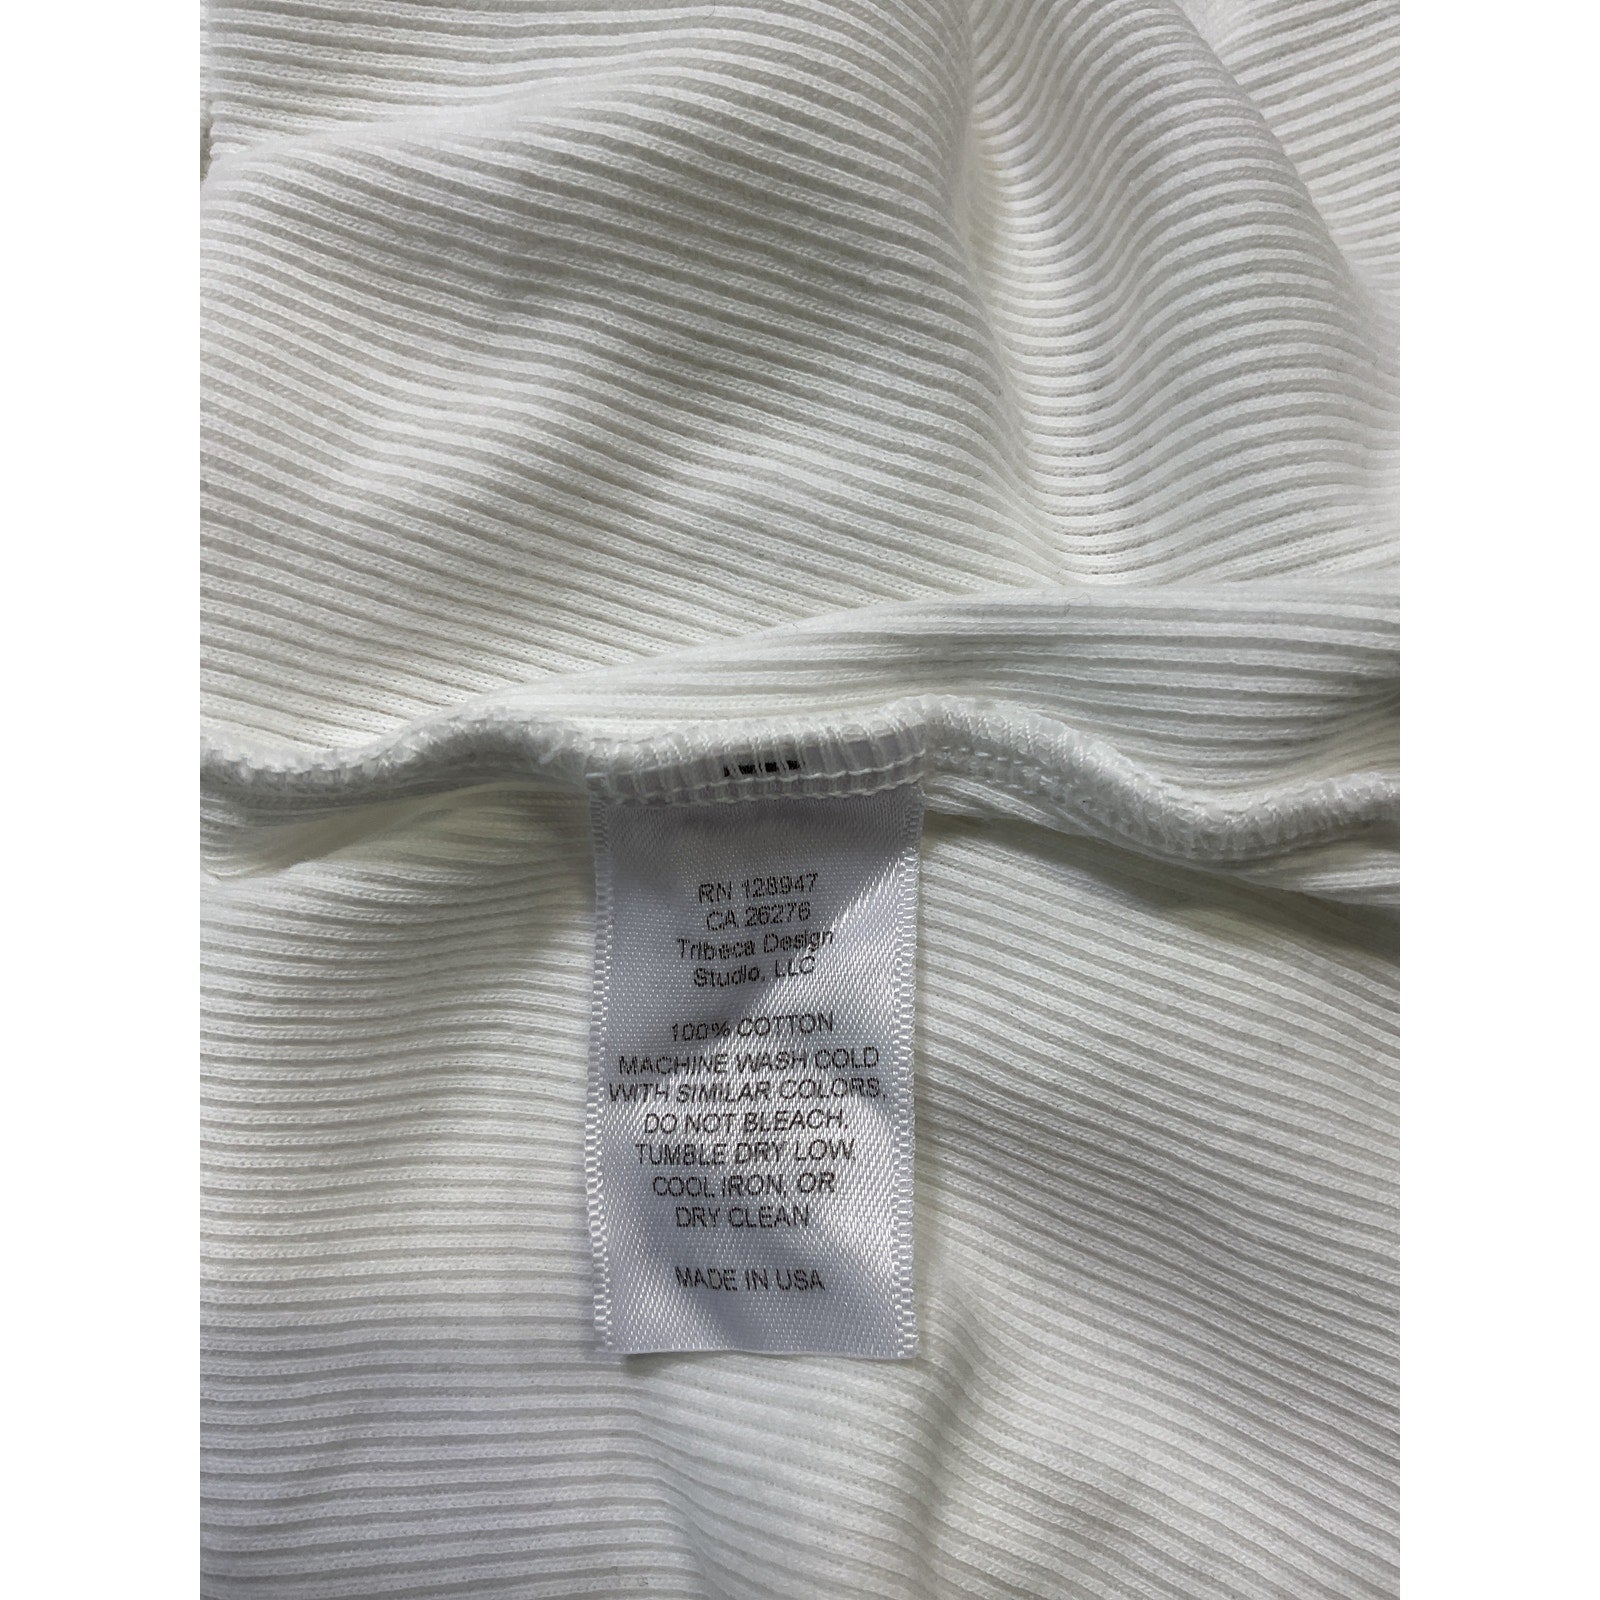 RN 128947
CA 26276
Tribeca Design
Studio, LLC
100% COTTON
MACHINE WASH COLD
WITH SIMILAR COLORS,
DO NOT BLEACH,
TUMBLE DRY LOW,
COOL IRON, OR
DRY CLEAN
MADE IN USA